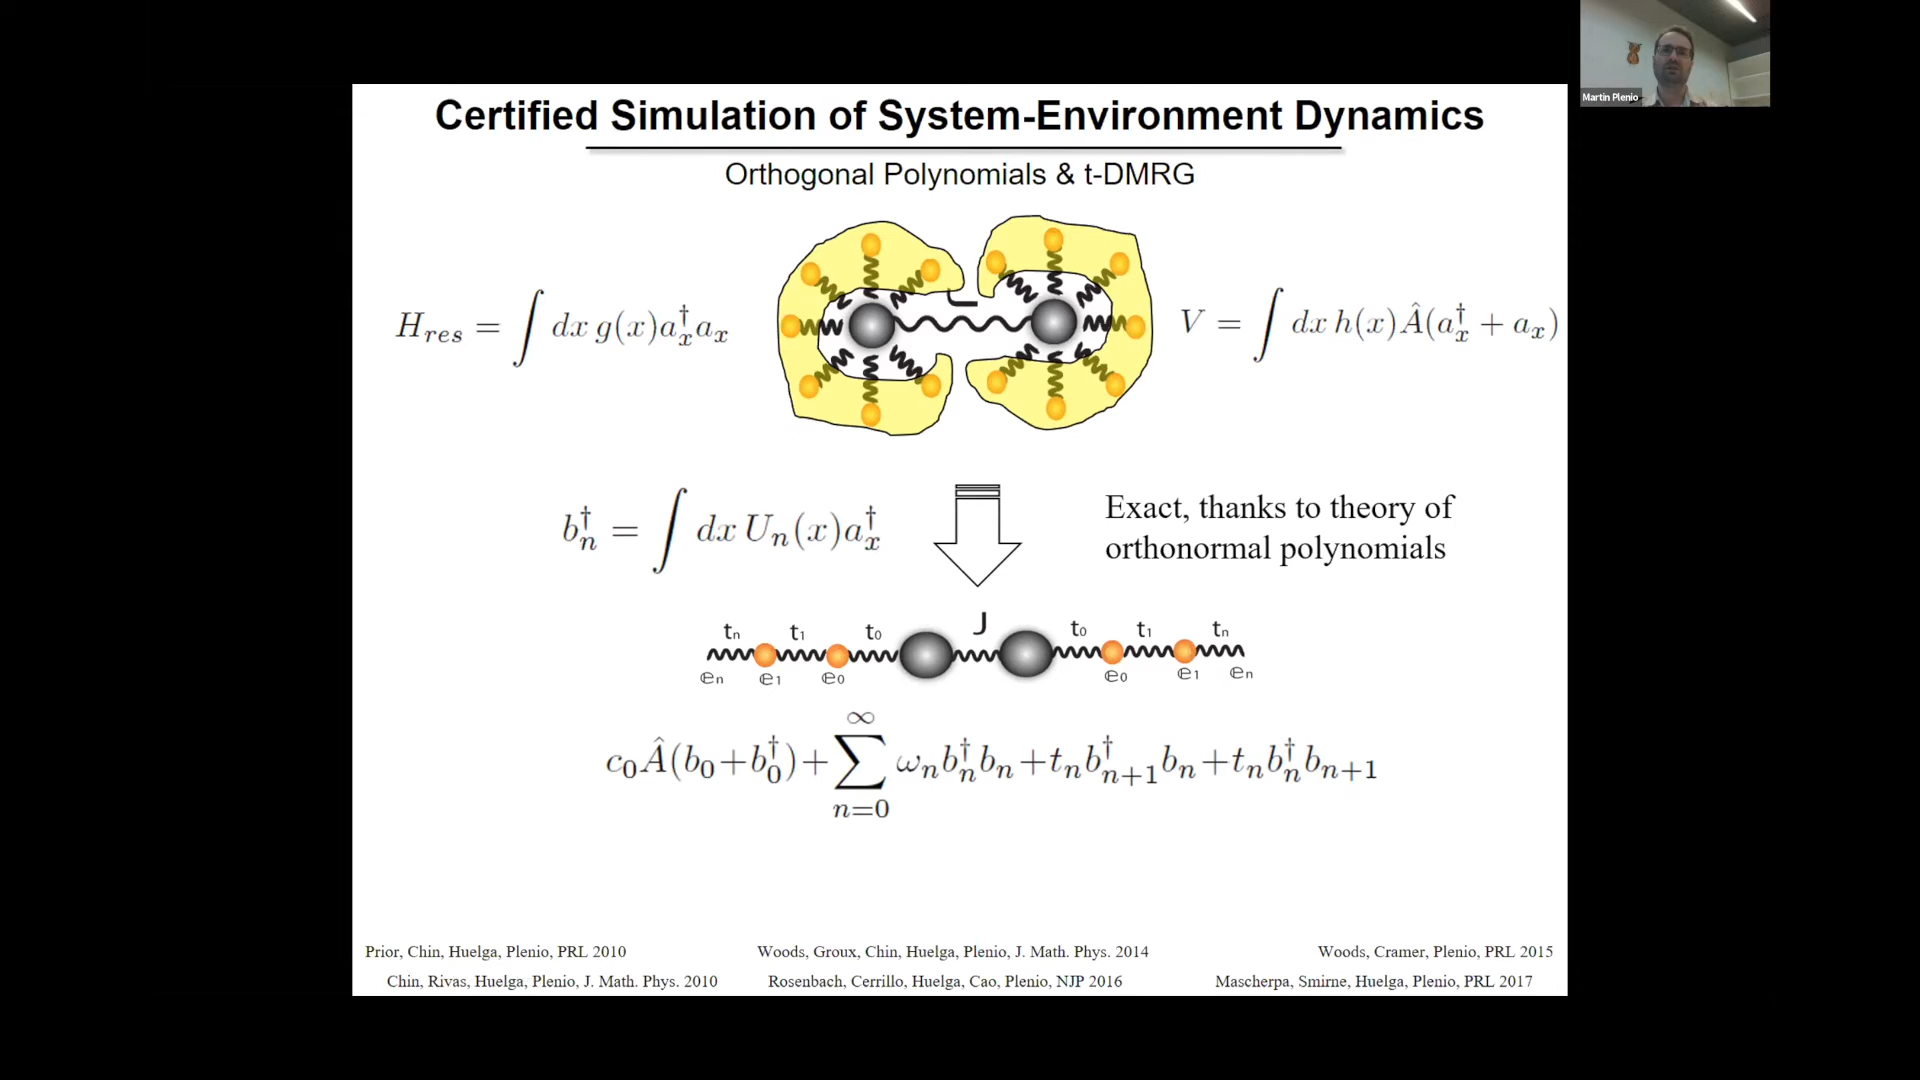 Martin Plenio
Certified Simulation of System-Environment Dynamics
Orthogonal Polynomials & t-DMRG
H_{res} = ∫ dx g(x) a_x^† a_x
V = ∫ dx h(x) Â(a_x^† + a_x)
b_n^† = ∫ dx U_n(x) a_x^†
Exact, thanks to theory of
orthonormal polynomials
t_n t_1 t_0 J t_0 t_1 t_n
e_n e_1 e_0 e_0 e_1 e_n
c_0 Â(b_0 + b_0^†) + ∑_{n=0}^{∞} ω_n b_n^† b_n + t_n b_{n+1}^† b_n + t_n b_n^† b_{n+1}
Prior, Chin, Huelga, Plenio, PRL 2010
Woods, Groux, Chin, Huelga, Plenio, J. Math. Phys. 2014
Woods, Cramer, Plenio, PRL 2015
Chin, Rivas, Huelga, Plenio, J. Math. Phys. 2010
Rosenbach, Cerrillo, Huelga, Cao, Plenio, NJP 2016
Mascherpa, Smirne, Huelga, Plenio, PRL 2017